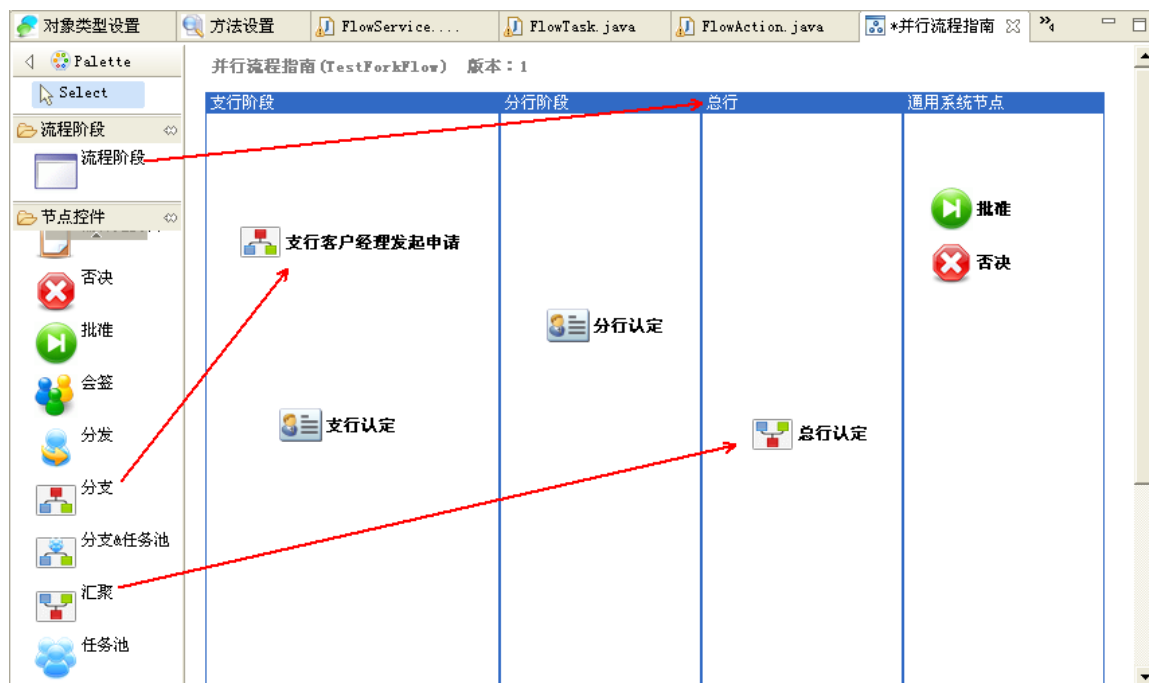 对象类型设置 方法设置 FlowService.... FlowTask.java FlowAction.java *并行流程指南 4
Palette
Select
流程阶段
流程阶段
节点控件
否决
批准
会签
分发
分支
分支&任务池
汇聚
任务池
并行流程指南(TestForkFlow) 版本：1
支行阶段 分行阶段 总行 通用系统节点
批准
支行客户经理发起申请
否决
分行认定
支行认定
总行认定